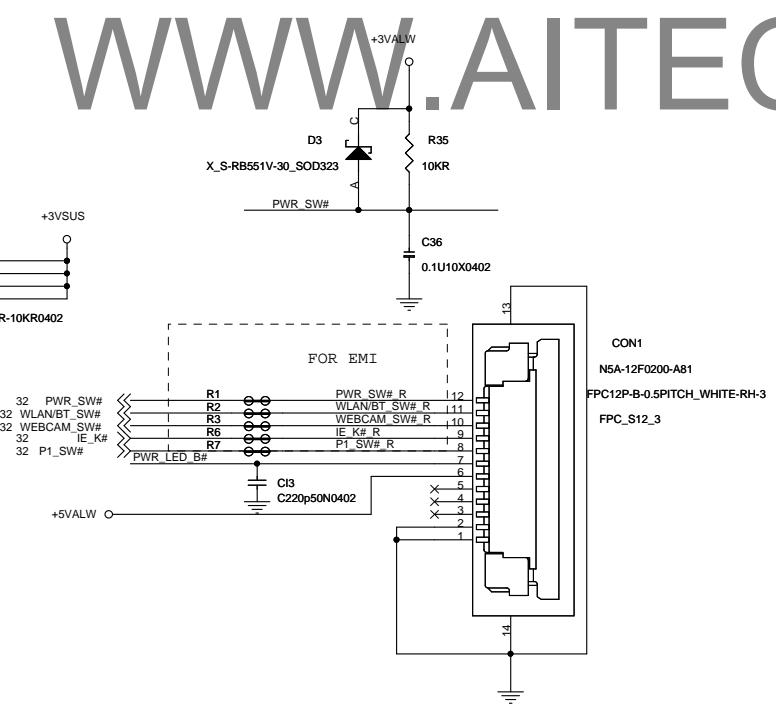 WWW.AITEC
+3VALW
C
D3
R35
X_S-RB551V-30_SOD323
10KR
A
PWR_SW#
+3VSUS
C36
0.1U10X0402
R-10KR0402
13
CON1
FOR EMI
N5A-12F0200-A81
FPC12P-B-0.5PITCH_WHITE-RH-3
FPC_S12_3
32 PWR_SW# R1 PWR_SW#_R 12
32 WLAN/BT_SW# R2 WLAN/BT_SW#_R 11
32 WEBCAM_SW# R3 WEBCAM_SW#_R 10
32 IE_K# R6 IE_K#_R 9
32 P1_SW# R7 P1_SW#_R 8
PWR_LED_B# 7
6
CI3
5
C220p50N0402
4
+5VALW
3
2
1
14